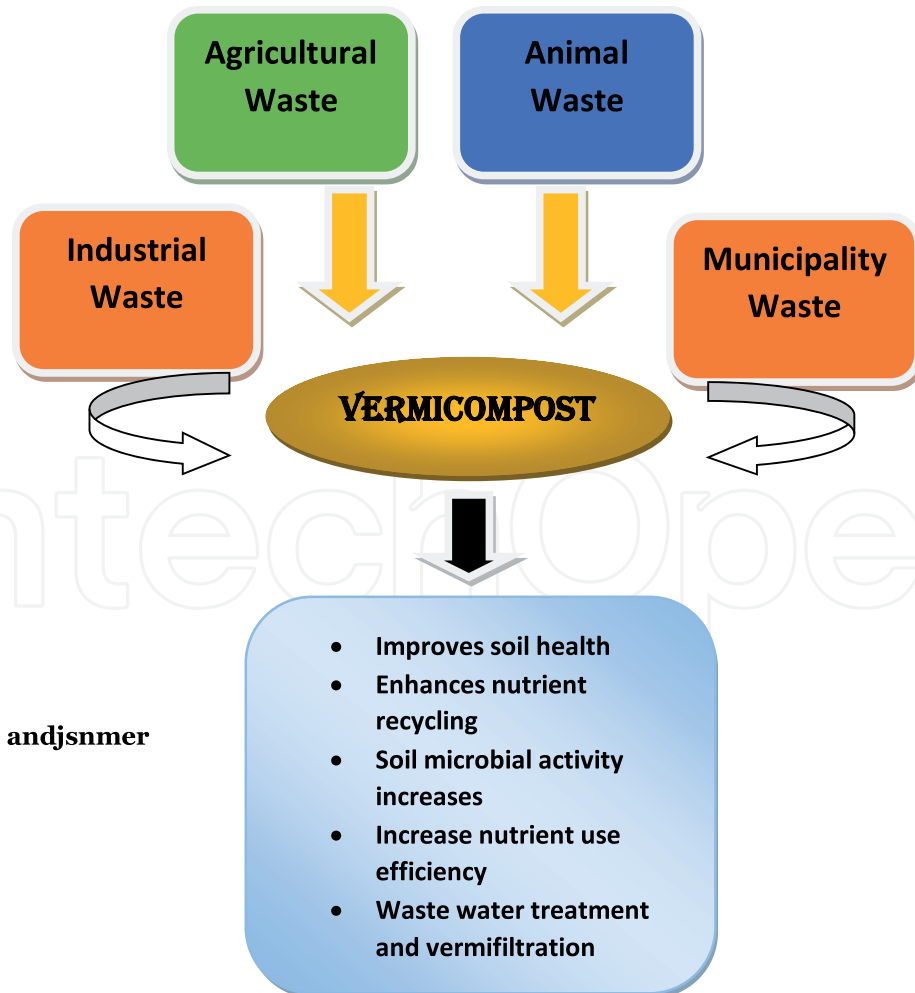 Agricultural
Waste
Animal
Waste
Industrial
Waste
Municipality
Waste
VERMICOMPOST
ntechOpe
• Improves soil health
• Enhances nutrient
recycling
andjsnmer
• Soil microbial activity
increases
• Increase nutrient use
efficiency
• Waste water treatment
and vermifiltration